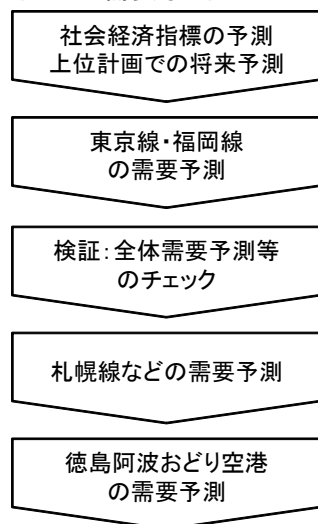 社会経済指標の予測
上位計画での将来予測
東京線・福岡線
の需要予測
検証:全体需要予測等
のチェック
札幌線などの需要予測
徳島阿波おどり空港
の需要予測